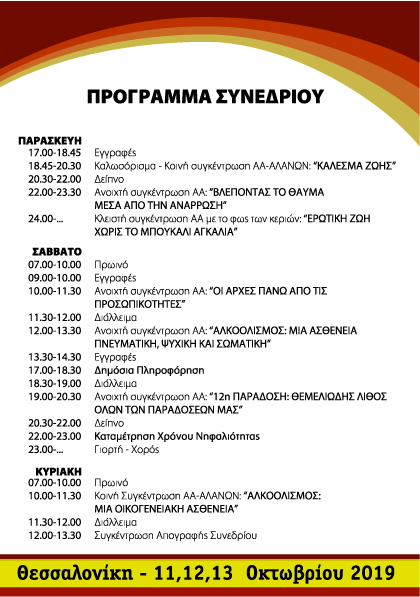 ΠΡΟΓΡΑΜΜΑ ΣΥΝΕΔΡΙΟΥ
ΠΑΡΑΣΚΕΥΗ
17.00-18.45 Εγγραφές
18.45-20.30 Καλωσόρισμα - Κοινή συγκέντρωση ΑΑ-ΑΛΑΝΟΝ: “ΚΑΛΕΣΜΑ ΖΩΗΣ”
20.30-22.00 Δείπνο
22.00-23.30 Ανοιχτή συγκέντρωση ΑΑ: “ΒΛΕΠΟΝΤΑΣ ΤΟ ΘΑΥΜΑ
ΜΕΣΑ ΑΠΟ ΤΗΝ ΑΝΑΡΡΩΣΗ”
24.00-... Κλειστή συγκέντρωση ΑΑ με το φως των κεριών: “ΕΡΩΤΙΚΗ ΖΩΗ
ΧΩΡΙΣ ΤΟ ΜΠΟΥΚΑΛΙ ΑΓΚΑΛΙΑ”
ΣΑΒΒΑΤΟ
07.00-10.00 Πρωινό
09.00-10.00 Εγγραφές
10.00-11.30 Ανοιχτή συγκέντρωση ΑΑ: “ΟΙ ΑΡΧΕΣ ΠΑΝΩ ΑΠΟ ΤΙΣ
ΠΡΟΣΩΠΙΚΟΤΗΤΕΣ”
11.30-12.00 Διάλλειμα
12.00-13.30 Ανοιχτή συγκέντρωση ΑΑ: “ΑΛΚΟΟΛΙΣΜΟΣ: ΜΙΑ ΑΣΘΕΝΕΙΑ
ΠΝΕΥΜΑΤΙΚΗ, ΨΥΧΙΚΗ ΚΑΙ ΣΩΜΑΤΙΚΗ”
13.30-14.30 Εγγραφές
17.00-18.30 Δημόσια Πληροφόρηση
18.30-19.00 Διάλλειμα
19.00-20.30 Ανοιχτή συγκέντρωση ΑΑ: “12η ΠΑΡΑΔΟΣΗ: ΘΕΜΕΛΙΩΔΗΣ ΛΙΘΟΣ
ΟΛΩΝ ΤΩΝ ΠΑΡΑΔΟΣΕΩΝ ΜΑΣ”
20.30-22.00 Δείπνο
22.00-23.00 Καταμέτρηση Χρόνου Νηφαλιότητας
23.00-... Γιορτή - Χορός
ΚΥΡΙΑΚΗ
07.00-10.00 Πρωινό
10.00-11.30 Κοινή Συγκέντρωση ΑΑ-ΑΛΑΝΟΝ: “ΑΛΚΟΟΛΙΣΜΟΣ:
ΜΙΑ ΟΙΚΟΓΕΝΕΙΑΚΗ ΑΣΘΕΝΕΙΑ”
11.30-12.00 Διάλλειμα
12.00-13.30 Συγκέντρωση Απογραφής Συνεδρίου
Θεσσαλονίκη - 11,12,13 Οκτωβρίου 2019